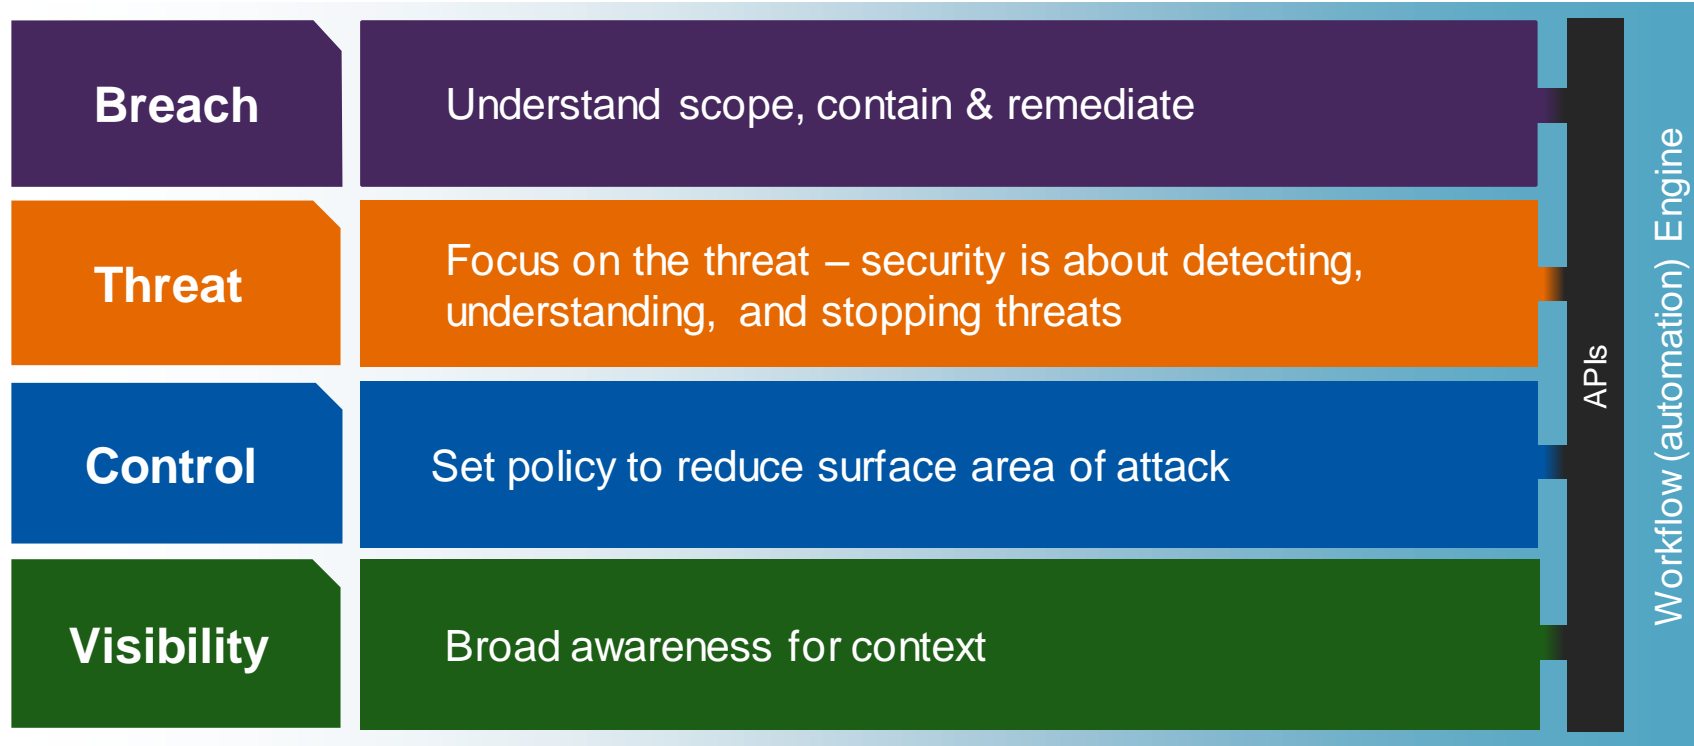 Breach
Understand scope, contain & remediate
Threat
Focus on the threat – security is about detecting,
understanding, and stopping threats
Control
Set policy to reduce surface area of attack
Visibility
Broad awareness for context
APIs
Workflow (automation) Engine